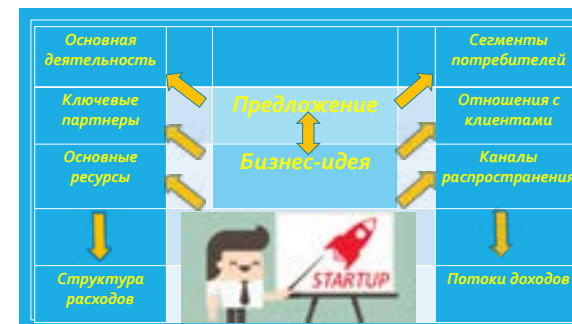 Основная
деятельность
Сегменты
потребителей
Ключевые
партнеры
Предложение
Отношения с
клиентами
Основные
ресурсы
Бизнес-идея
Каналы
распространения
STARTUP
Структура
расходов
Потоки доходов